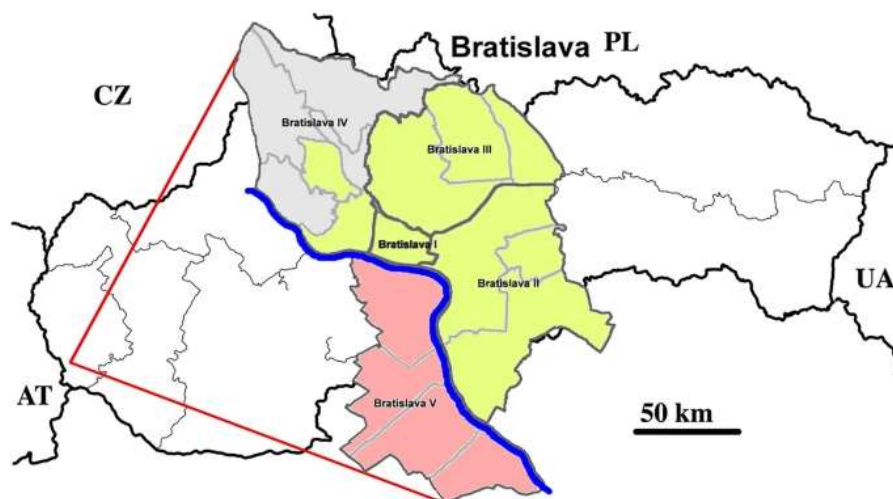 Bratislava
PL
CZ
Bratislava IV
Bratislava III
Bratislava I
Bratislava II
UA
AT
Bratislava V
50 km